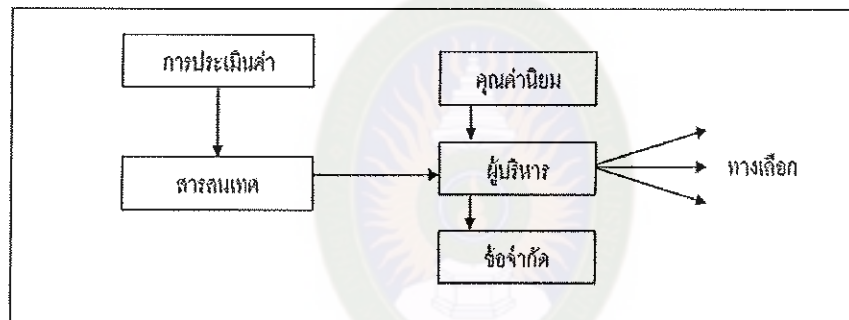 การประเมินค่า
คุณค่านิยม
สารสนเทศ
ผู้บริหาร
ทางเลือก
ข้อจำกัด